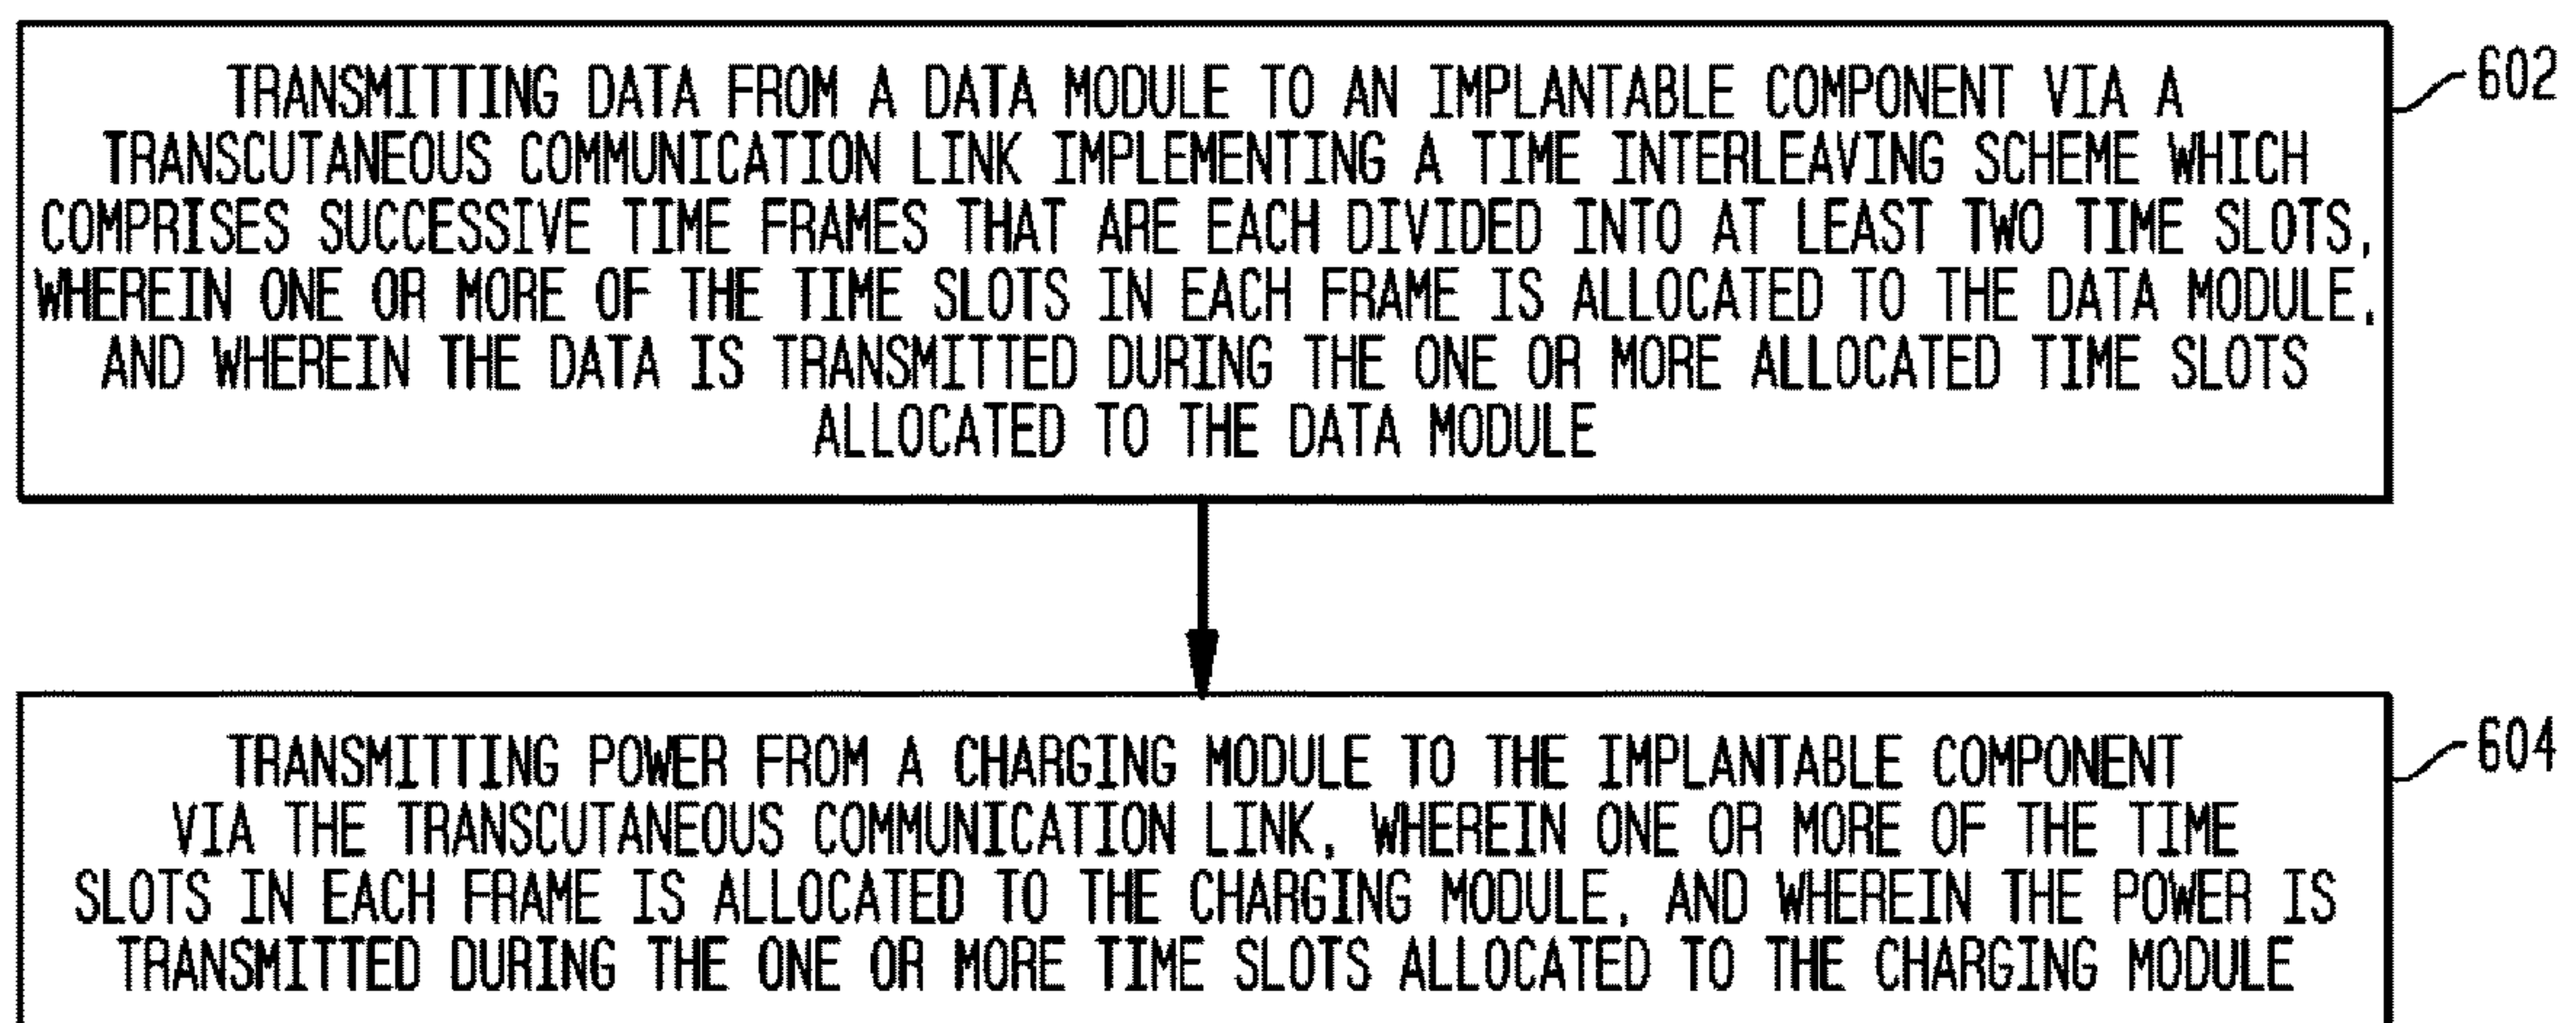 TRANSMITTING DATA FROM A DATA MODULE TO AN IMPLANTABLE COMPONENT VIA A
TRANSCUTANEOUS COMMUNICATION LINK IMPLEMENTING A TIME INTERLEAVING SCHEME WHICH
COMPRISES SUCCESSIVE TIME FRAMES THAT ARE EACH DIVIDED INTO AT LEAST TWO TIME SLOTS,
WHEREIN ONE OR MORE OF THE TIME SLOTS IN EACH FRAME IS ALLOCATED TO THE DATA MODULE,
AND WHEREIN THE DATA IS TRANSMITTED DURING THE ONE OR MORE ALLOCATED TIME SLOTS
ALLOCATED TO THE DATA MODULE
602
TRANSMITTING POWER FROM A CHARGING MODULE TO THE IMPLANTABLE COMPONENT
VIA THE TRANSCUTANEOUS COMMUNICATION LINK, WHEREIN ONE OR MORE OF THE TIME
SLOTS IN EACH FRAME IS ALLOCATED TO THE CHARGING MODULE, AND WHEREIN THE POWER IS
TRANSMITTED DURING THE ONE OR MORE TIME SLOTS ALLOCATED TO THE CHARGING MODULE
604